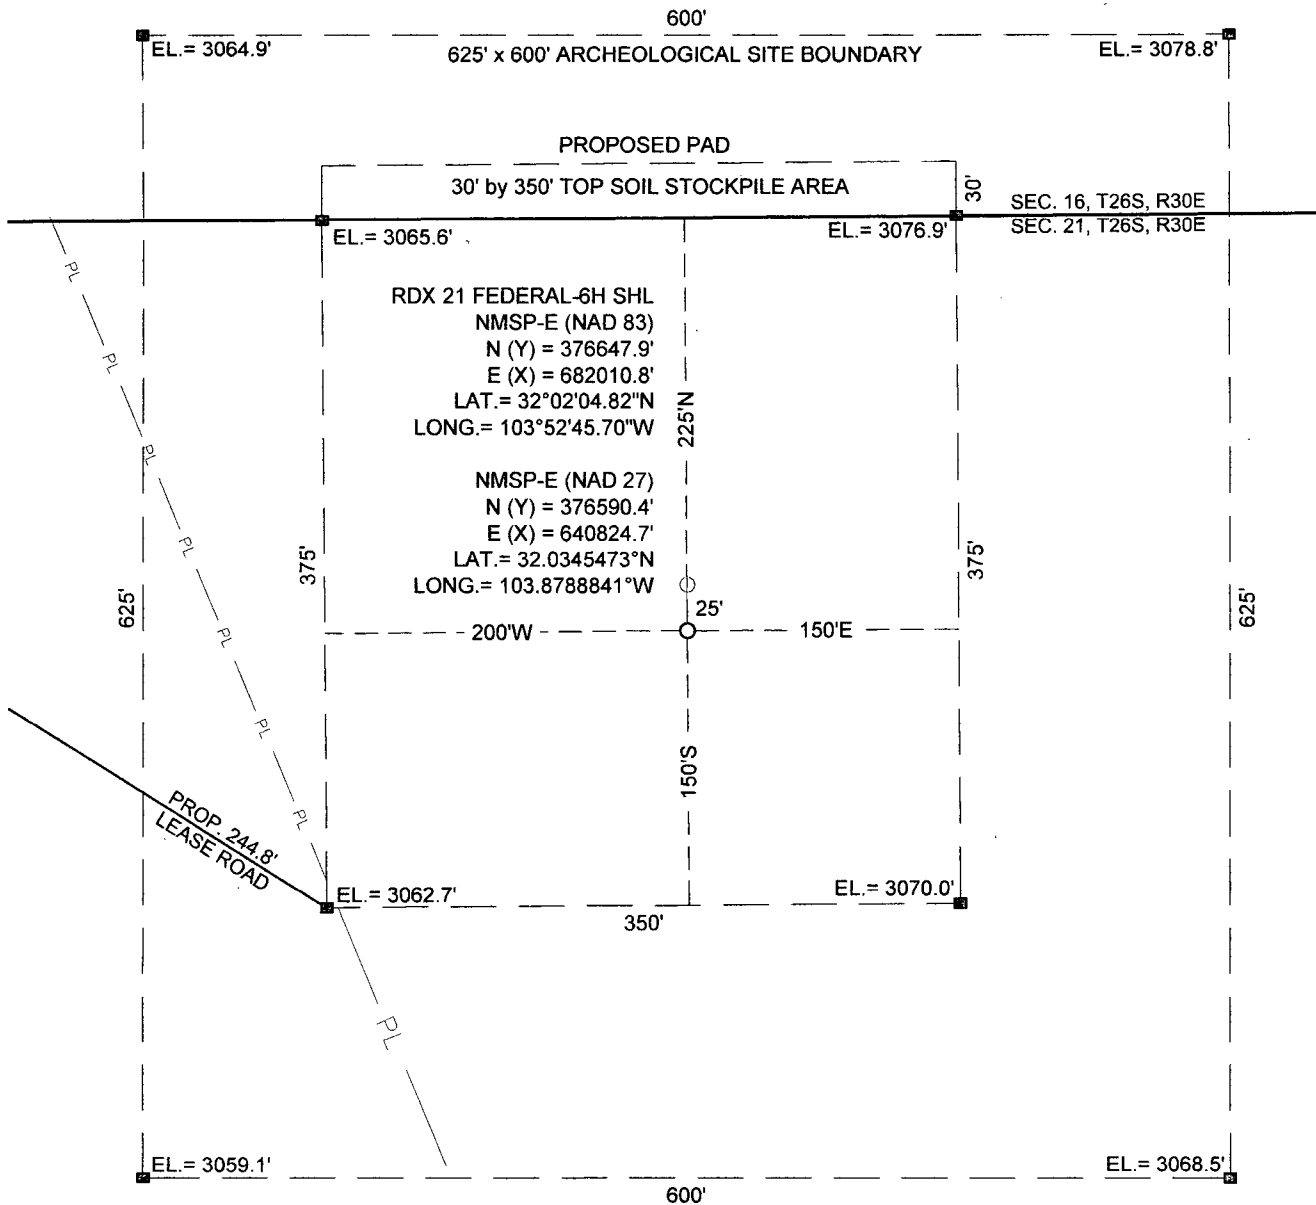 600'
EL.= 3064.9'
625' x 600' ARCHEOLOGICAL SITE BOUNDARY
EL.= 3078.8'
PROPOSED PAD
30' by 350' TOP SOIL STOCKPILE AREA
30'
SEC. 16, T26S, R30E
SEC. 21, T26S, R30E
EL.= 3065.6'
EL.= 3076.9'
RDX 21 FEDERAL-6H SHL
NMSP-E (NAD 83)
N (Y) = 376647.9'
E (X) = 682010.8'
LAT.= 32°02'04.82"N
LONG.= 103°52'45.70"W
225'N
NMSP-E (NAD 27)
N (Y) = 376590.4'
E (X) = 640824.7'
LAT.= 32.0345473°N
LONG.= 103.8788841°W
PL
PL
PL
PL
PL
PL
PL
PL
625'
375'
375'
625'
25'
200'W
150'E
150'S
PROP. 244.8'
LEASE ROAD
EL.= 3062.7'
EL.= 3070.0'
350'
EL.= 3059.1'
EL.= 3068.5'
600'